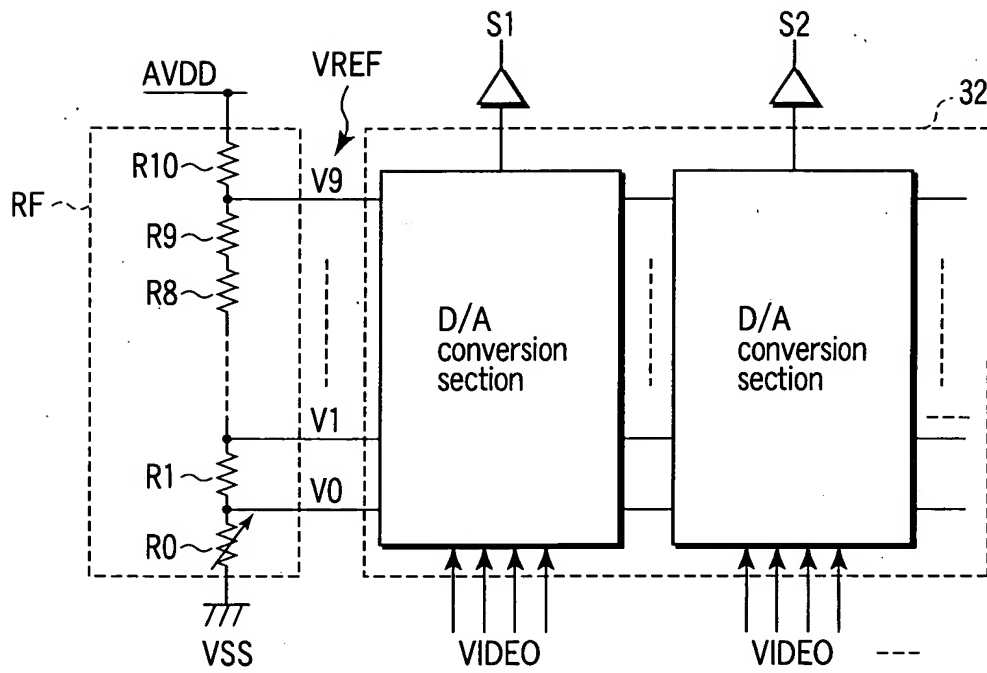 S1
S2
AVDD
VREF
32
R10
V9
RF
R9
R8
D/A
conversion
section
D/A
conversion
section
V1
R1
V0
R0
VSS
VIDEO
VIDEO